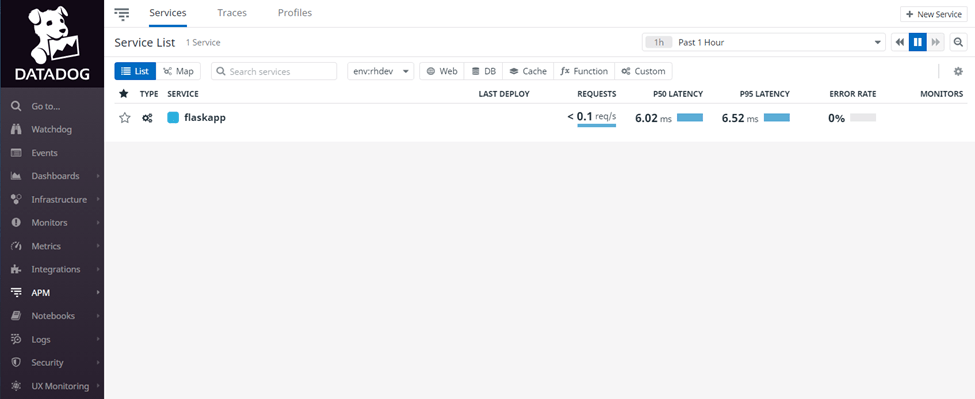 DATADOG
Go to...
Watchdog
Events
Dashboards
Infrastructure
Monitors
Metrics
Integrations
APM
Notebooks
Logs
Security
UX Monitoring
Services Traces Profiles
+ New Service
Service List 1 Service
1h Past 1 Hour
List Map Search services env:rhdev Web DB Cache ƒx Function Custom
TYPE SERVICE LAST DEPLOY REQUESTS P50 LATENCY P95 LATENCY ERROR RATE MONITORS
flaskapp < 0.1 req/s 6.02 ms 6.52 ms 0%